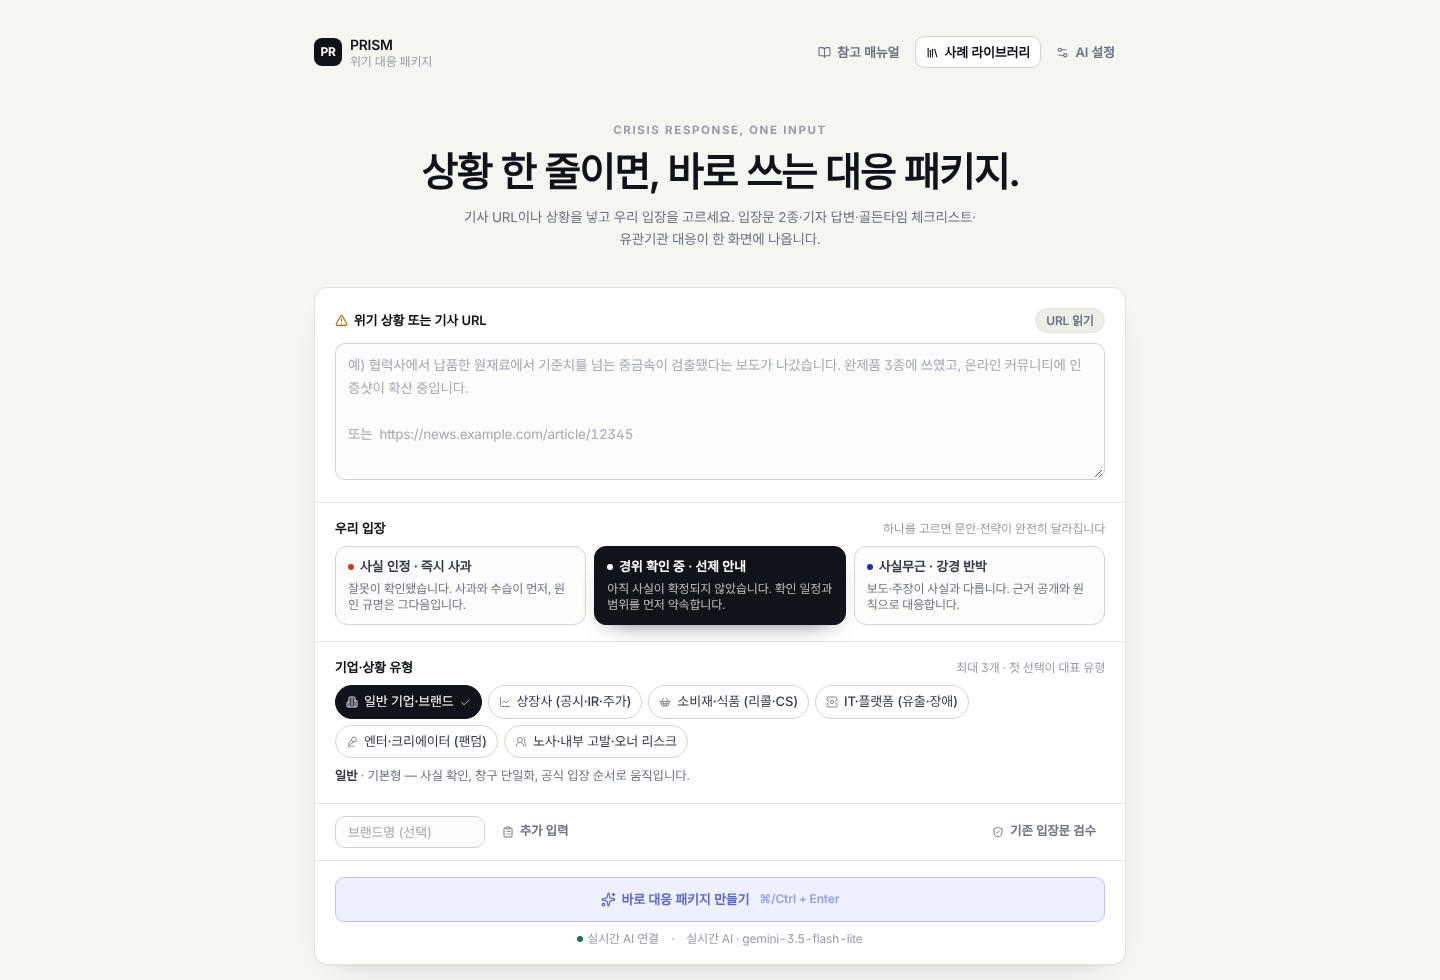 PR
PRISM
위기 대응 패키지
참고 매뉴얼
사례 라이브러리
AI 설정
CRISIS RESPONSE, ONE INPUT
상황 한 줄이면, 바로 쓰는 대응 패키지.
기사 URL이나 상황을 넣고 우리 입장을 고르세요. 입장문 2종·기자 답변·골든타임 체크리스트·
유관기관 대응이 한 화면에 나옵니다.
위기 상황 또는 기사 URL
URL 읽기
예) 협력사에서 납품한 원재료에서 기준치를 넘는 중금속이 검출됐다는 보도가 나갔습니다. 완제품 3종에 쓰였고, 온라인 커뮤니티에 인
증샷이 확산 중입니다.
또는 https://news.example.com/article/12345
우리 입장
하나를 고르면 문안·전략이 완전히 달라집니다
사실 인정 · 즉시 사과
잘못이 확인됐습니다. 사과와 수습이 먼저, 원
인 규명은 그다음입니다.
경위 확인 중 · 선제 안내
아직 사실이 확정되지 않았습니다. 확인 일정과
범위를 먼저 약속합니다.
사실무근 · 강경 반박
보도·주장이 사실과 다릅니다. 근거 공개와 원
칙으로 대응합니다.
기업·상황 유형
최대 3개 · 첫 선택이 대표 유형
일반 기업·브랜드
상장사 (공시·IR·주가)
소비재·식품 (리콜·CS)
IT·플랫폼 (유출·장애)
엔터·크리에이터 (팬덤)
노사·내부 고발·오너 리스크
일반 · 기본형 — 사실 확인, 창구 단일화, 공식 입장 순서로 움직입니다.
브랜드명 (선택)
추가 입력
기존 입장문 검수
바로 대응 패키지 만들기 ⌘/Ctrl + Enter
실시간 AI 연결 · 실시간 AI · gemini-3.5-flash-lite